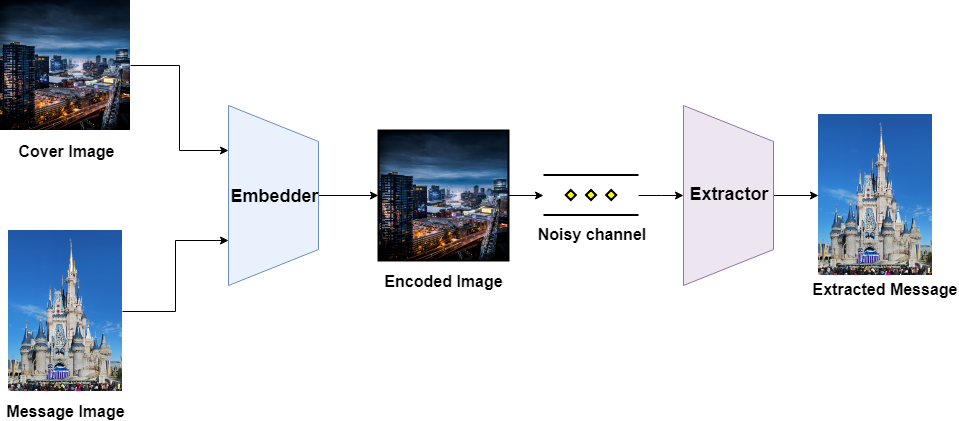 Cover Image
Embedder
Message Image
Encoded Image
Noisy channel
Extractor
Extracted Message